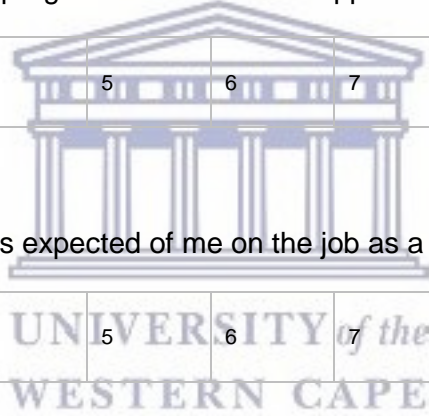 5 6 7
s expected of me on the job as a
5 6 7
UNIVERSITY of the
WESTERN CAPE